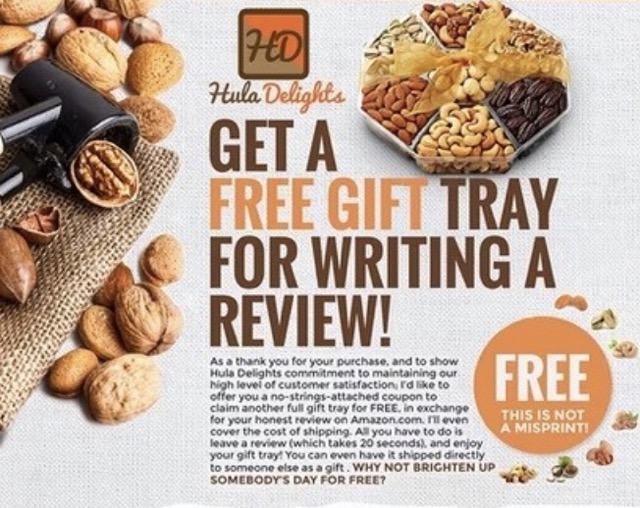 HD
Hula Delights
GET A
FREE GIFT TRAY
FOR WRITING A
REVIEW!
As a thank you for your purchase, and to show
Hula Delights commitment to maintaining our
high level of customer satisfaction; I'd like to
offer you a no-strings-attached coupon to
claim another full gift tray for FREE, in exchange
for your honest review on Amazon.com. I'll even
cover the cost of shipping. All you have to do is
leave a review (which takes 20 seconds), and enjoy
your gift tray! You can even have it shipped directly
to someone else as a gift . WHY NOT BRIGHTEN UP
SOMEBODY'S DAY FOR FREE?
FREE
THIS IS NOT
A MISPRINT!